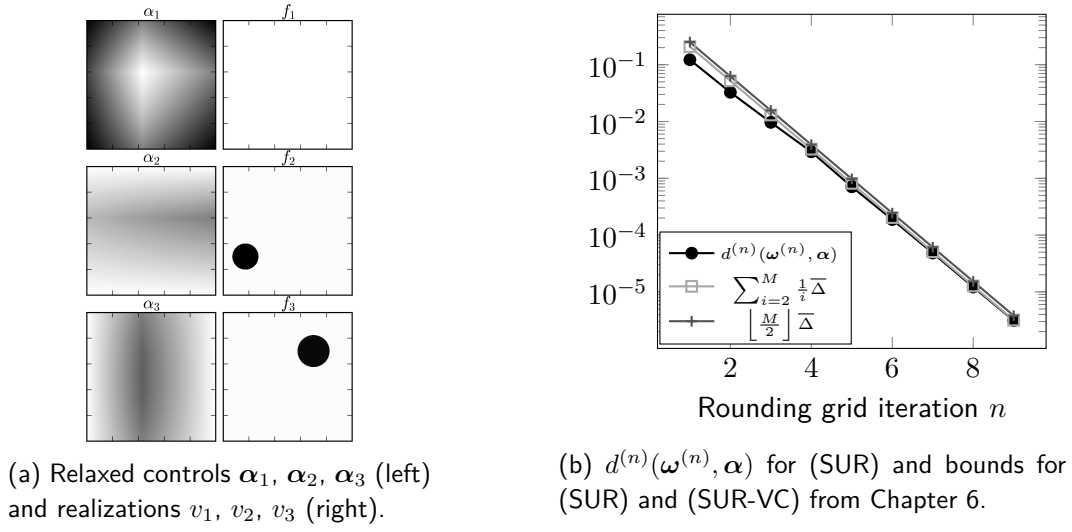 α₁ f₁
α₂ f₂
α₃ f₃
(a) Relaxed controls α₁, α₂, α₃ (left)
and realizations v₁, v₂, v₃ (right).
10⁻¹
10⁻²
10⁻³
10⁻⁴
10⁻⁵
d⁽ⁿ⁾(ω⁽ⁿ⁾, α)
∑ᴹᵢ₌₂ 1/i Δ̅
⌊M/2⌋ Δ̅
2 4 6 8
Rounding grid iteration n
(b) d⁽ⁿ⁾(ω⁽ⁿ⁾, α) for (SUR) and bounds for
(SUR) and (SUR-VC) from Chapter 6.